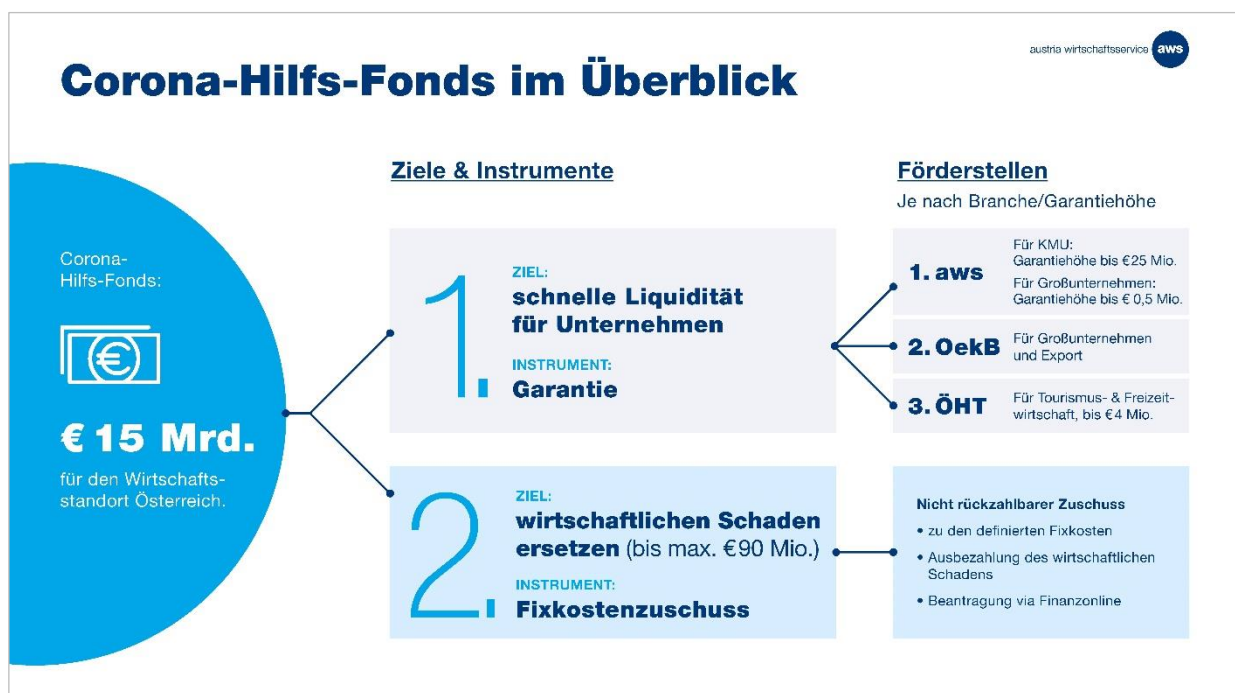 austria wirtschaftsservice aws
Corona-Hilfs-Fonds im Überblick
Corona-
Hilfs-Fonds:
€
€ 15 Mrd.
für den Wirtschafts-
standort Österreich.
Ziele & Instrumente
1.
ZIEL:
schnelle Liquidität
für Unternehmen
INSTRUMENT:
Garantie
2.
ZIEL:
wirtschaftlichen Schaden
ersetzen (bis max. €90 Mio.)
INSTRUMENT:
Fixkostenzuschuss
Förderstellen
Je nach Branche/Garantiehöhe
1. aws
Für KMU:
Garantiehöhe bis €25 Mio.
Für Großunternehmen:
Garantiehöhe bis € 0,5 Mio.
2. OekB
Für Großunternehmen
und Export
3. ÖHT
Für Tourismus- & Freizeit-
wirtschaft, bis €4 Mio.
Nicht rückzahlbarer Zuschuss
• zu den definierten Fixkosten
• Ausbezahlung des wirtschaftlichen
Schadens
• Beantragung via Finanzonline